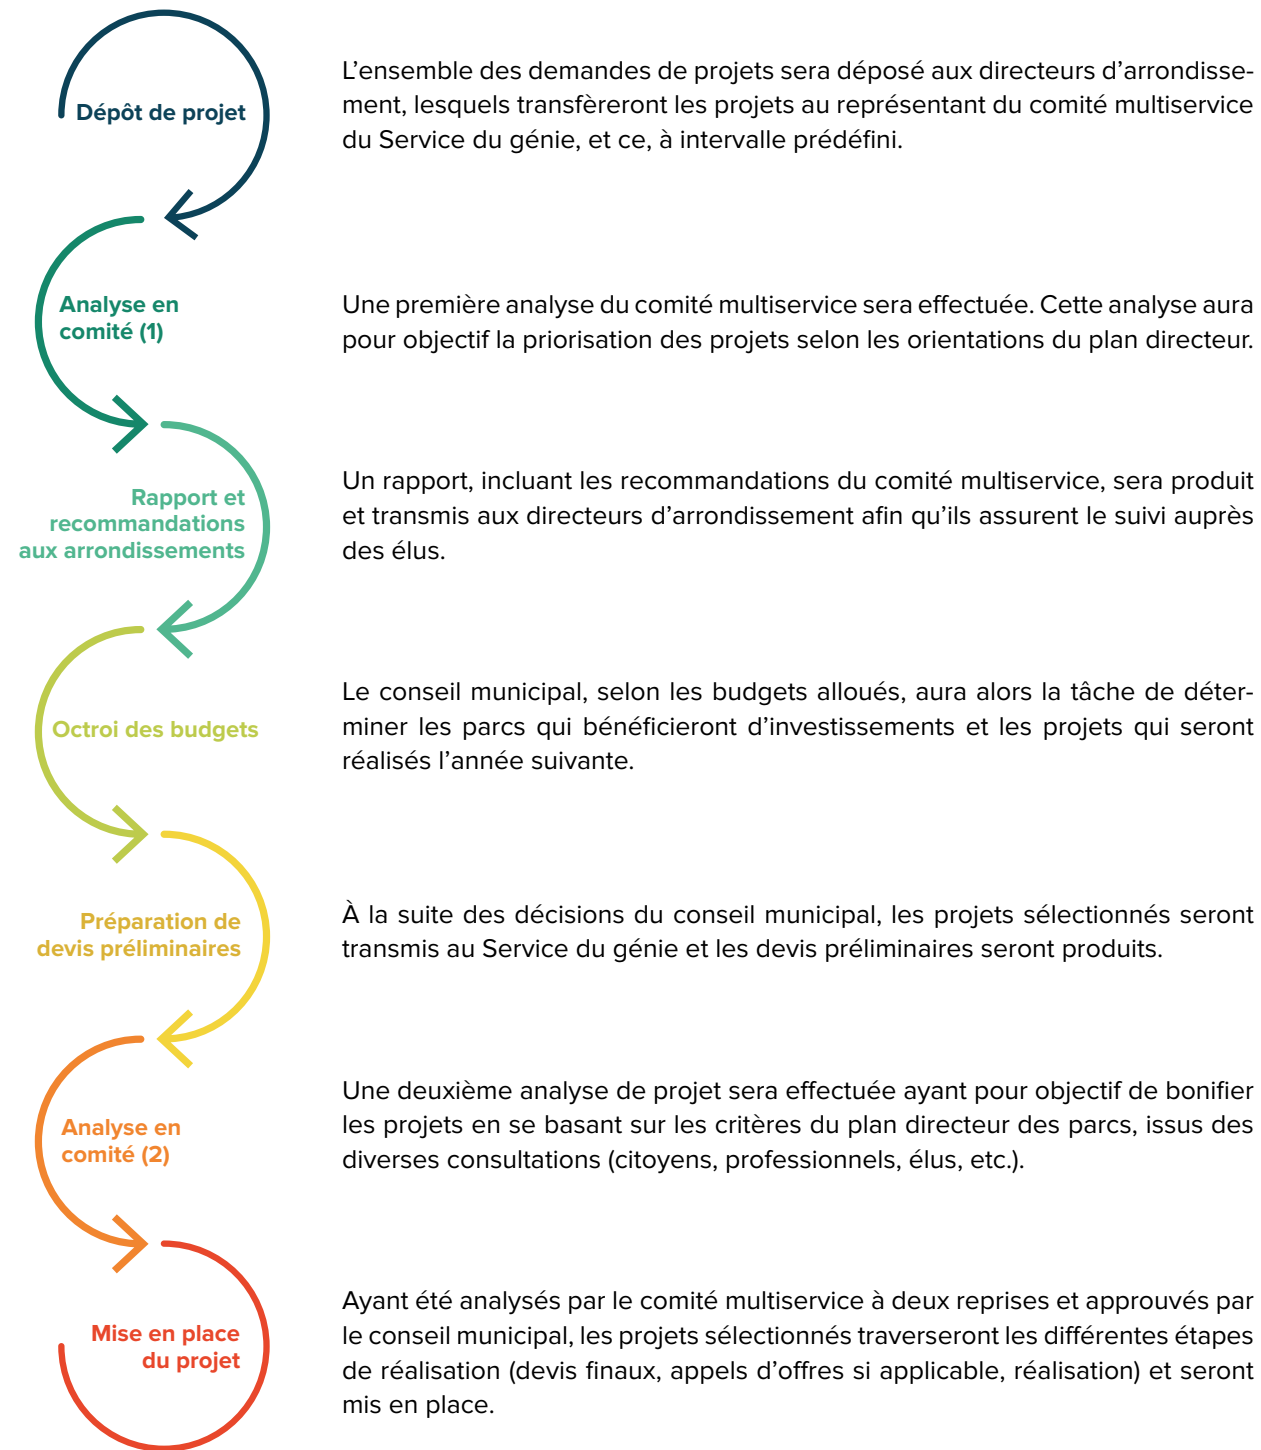 Dépôt de projet
L’ensemble des demandes de projets sera déposé aux directeurs d’arrondisse-
ment, lesquels transfèreront les projets au représentant du comité multiservice
du Service du génie, et ce, à intervalle prédéfini.
Analyse en
comité (1)
Une première analyse du comité multiservice sera effectuée. Cette analyse aura
pour objectif la priorisation des projets selon les orientations du plan directeur.
Rapport et
recommandations
aux arrondissements
Un rapport, incluant les recommandations du comité multiservice, sera produit
et transmis aux directeurs d’arrondissement afin qu’ils assurent le suivi auprès
des élus.
Octroi des budgets
Le conseil municipal, selon les budgets alloués, aura alors la tâche de déter-
miner les parcs qui bénéficieront d’investissements et les projets qui seront
réalisés l’année suivante.
Préparation de
devis préliminaires
À la suite des décisions du conseil municipal, les projets sélectionnés seront
transmis au Service du génie et les devis préliminaires seront produits.
Analyse en
comité (2)
Une deuxième analyse de projet sera effectuée ayant pour objectif de bonifier
les projets en se basant sur les critères du plan directeur des parcs, issus des
diverses consultations (citoyens, professionnels, élus, etc.).
Mise en place
du projet
Ayant été analysés par le comité multiservice à deux reprises et approuvés par
le conseil municipal, les projets sélectionnés traverseront les différentes étapes
de réalisation (devis finaux, appels d’offres si applicable, réalisation) et seront
mis en place.